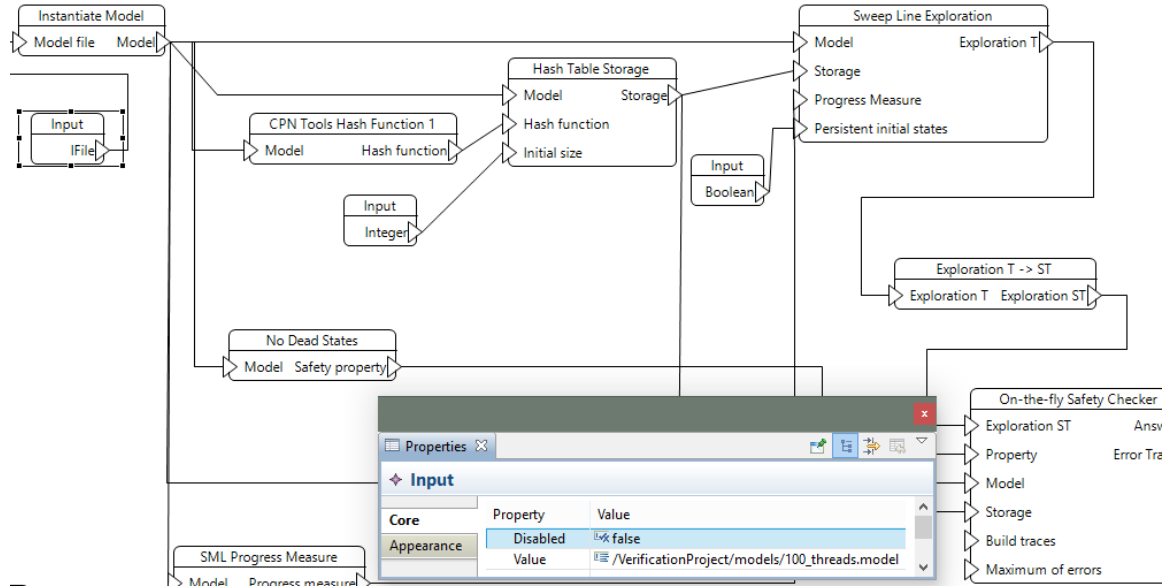 Instantiate Model
Model file Model
Input
IFile
CPN Tools Hash Function 1
Model Hash function
Input
Integer
Hash Table Storage
Model Storage
Hash function
Initial size
Input
Boolean
Sweep Line Exploration
Model Exploration T
Storage
Progress Measure
Persistent initial states
Exploration T -> ST
Exploration T Exploration ST
No Dead States
Model Safety property
On-the-fly Safety Checker
Exploration ST Answ
Property Error Tra
Model
Storage
Build traces
Maximum of errors
Properties
Input
Core
Appearance
Property Value
Disabled false
Value /VerificationProject/models/100_threads.model
SML Progress Measure
Model Progress measure